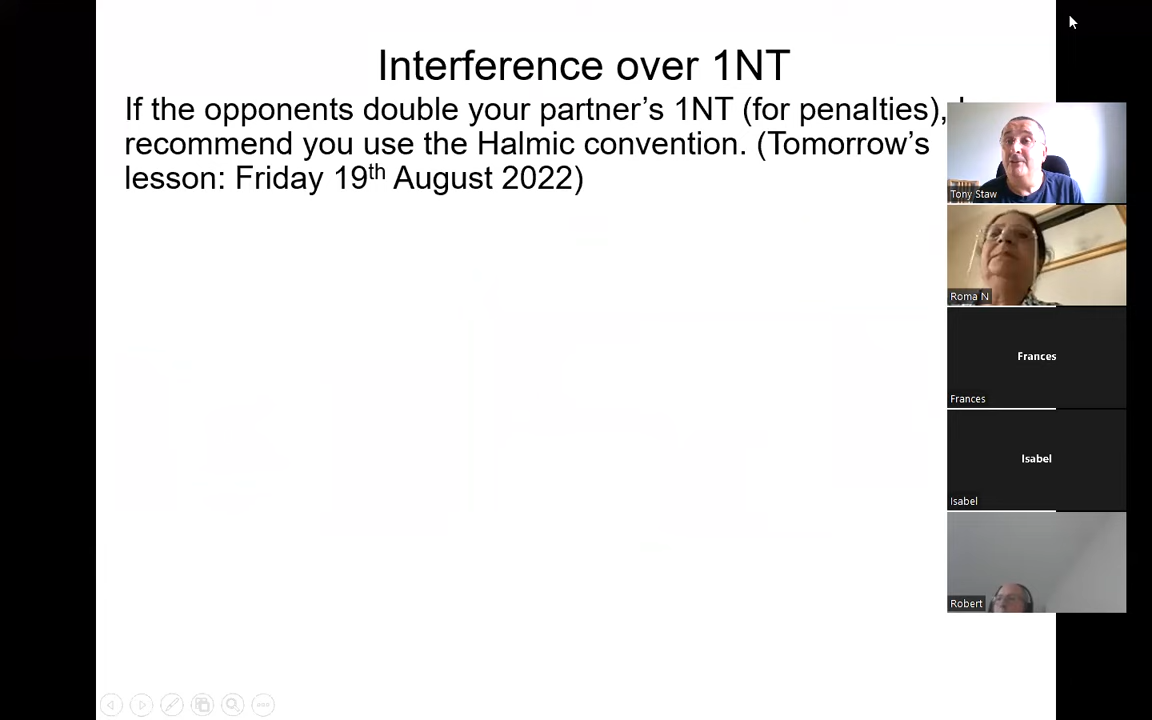 Interference over 1NT
If the opponents double your partner’s 1NT (for penalties),
recommend you use the Halmic convention. (Tomorrow’s
lesson: Friday 19th August 2022)
Tony Staw
Roma N
Frances
Frances
Isabel
Isabel
Robert